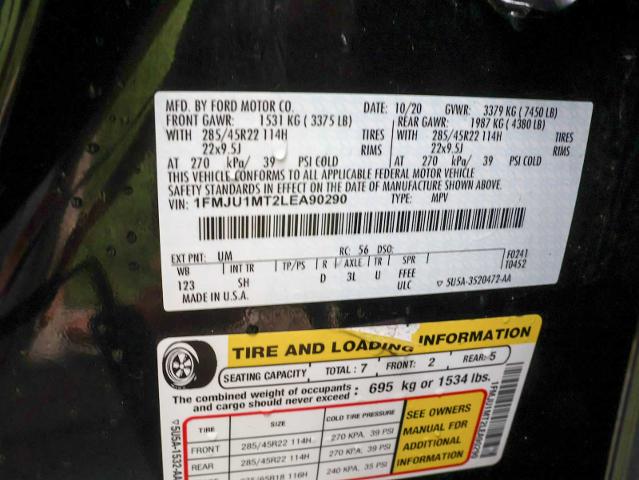 MFD. BY FORD MOTOR CO.
DATE: 10/20 GVWR: 3379 KG (7450 LB)
FRONT GAWR: 1531 KG (3375 LB)
REAR GAWR: 1987 KG (4380 LB)
WITH 285/45R22 114H TIRES
WITH 285/45R22 114H TIRES
22x9.5J RIMS
22x9.5J RIMS
AT 270 kPa/ 39 PSI COLD
AT 270 kPa/ 39 PSI COLD
THIS VEHICLE CONFORMS TO ALL APPLICABLE FEDERAL MOTOR VEHICLE
SAFETY STANDARDS IN EFFECT ON THE DATE OF MANUFACTURE SHOWN ABOVE.
VIN: 1FMJU1MT2LEA90290
TYPE: MPV
EXT PNT: UM RC: 56 DSO: F0241
WB INT TR TP/PS R AXLE TR SPR T0452
123 SH D 3L U FFEE
ULC
MADE IN U.S.A.
▽ 5U5A-3520472-AA
TIRE AND LOADING INFORMATION
SEATING CAPACITY TOTAL : 7 FRONT: 2 REAR: 5
The combined weight of occupants
and cargo should never exceed : 695 kg or 1534 lbs.
TIRE SIZE COLD TIRE PRESSURE
FRONT 285/45R22 114H 270 KPA, 39 PSI
REAR 285/45R22 114H 270 KPA, 39 PSI
116H 240 KPA, 35 PSI
SEE OWNERS
MANUAL FOR
ADDITIONAL
INFORMATION
▽5U5A-1532-AA
1FMJU1MT2LEA90290